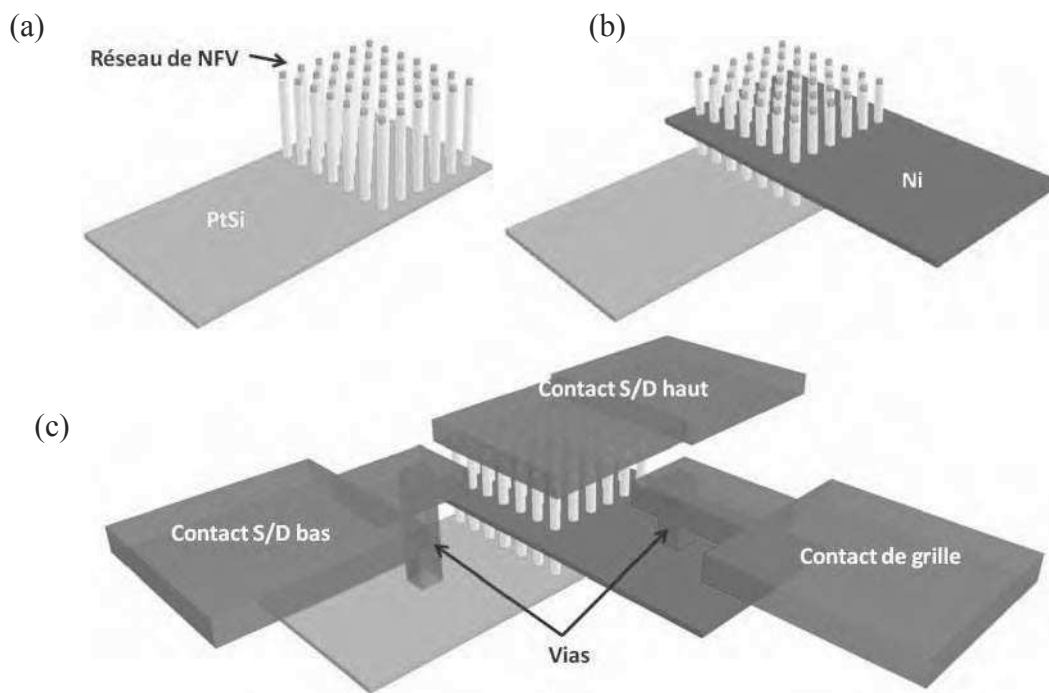 (a)
Réseau de NFV
PtSi
(b)
Ni
(c)
Contact S/D haut
Contact S/D bas
Contact de grille
Vias